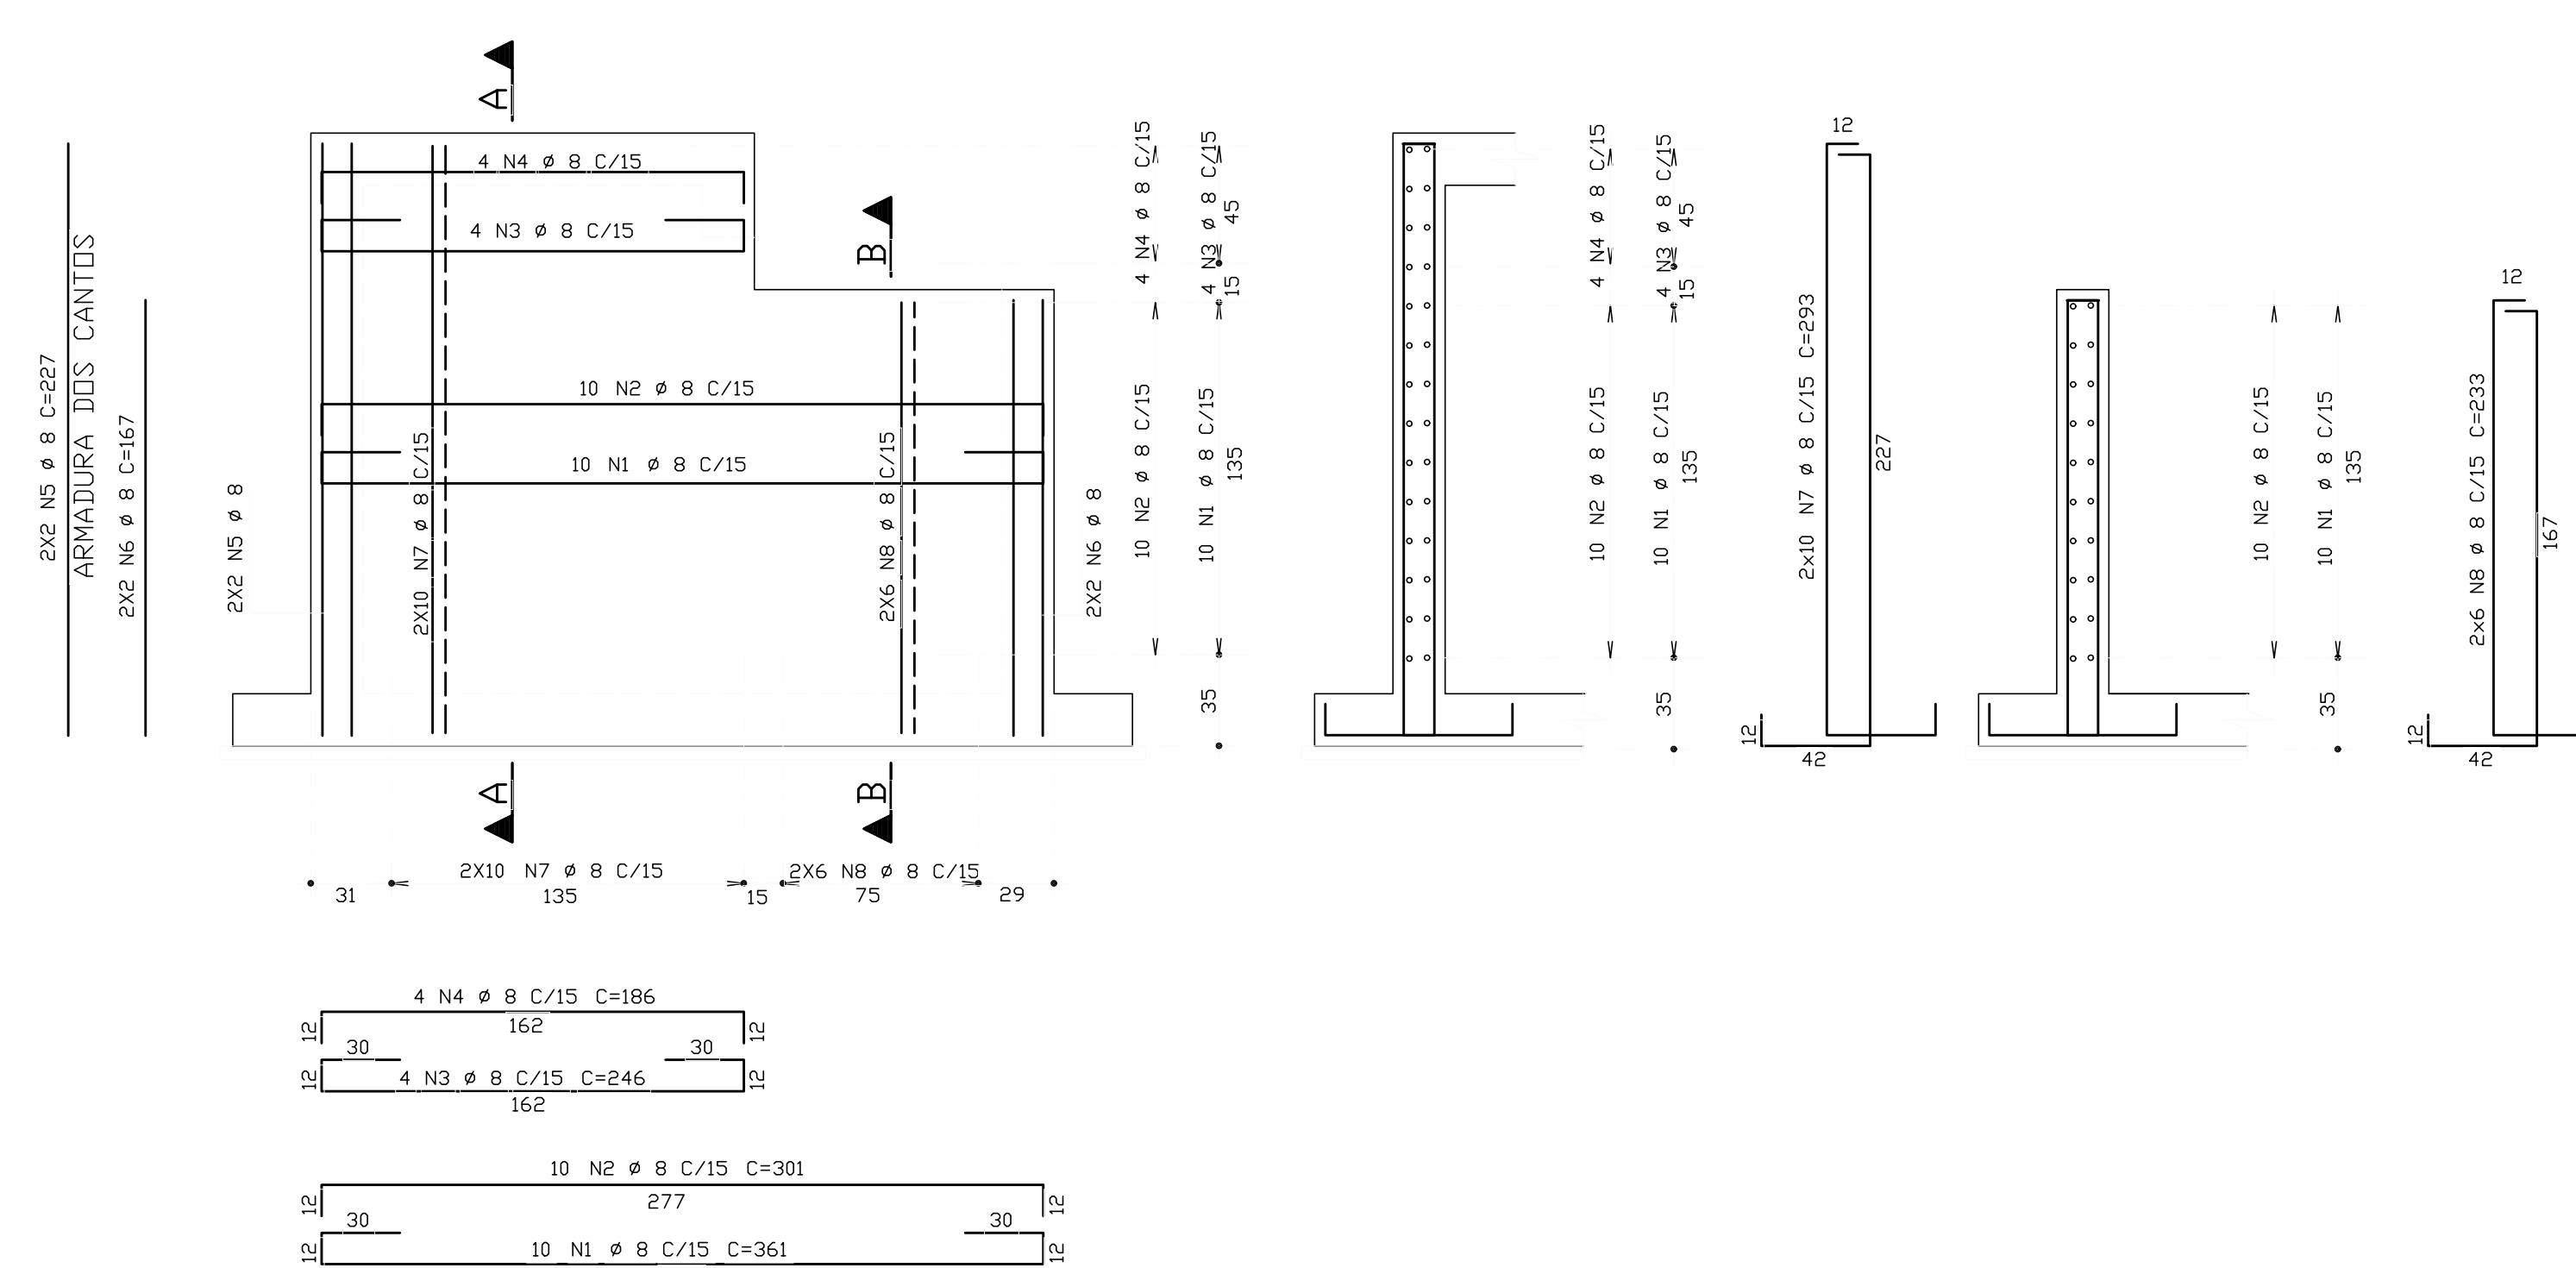 A
4 N4 ø 8 C/15
4 N3 ø 8 C/15
B
10 N2 ø 8 C/15
10 N1 ø 8 C/15
2X2 N5 ø 8 C=227
ARMADURA DOS CANTOS
2X2 N6 ø 8 C=167
2X2 N5 ø 8
2X10 N7 ø 8 C/15
2X6 N8 ø 8 C/15
2X2 N6 ø 8
A
B
2X10 N7 ø 8 C/15
2X6 N8 ø 8 C/15
31
135
15
75
29
4 N4 ø 8 C/15
4 N3 ø 8 C/15
45
15
10 N2 ø 8 C/15
10 N1 ø 8 C/15
135
35
4 N4 ø 8 C/15
4 N3 ø 8 C/15
45
15
10 N2 ø 8 C/15
10 N1 ø 8 C/15
135
35
12
2x10 N7 ø 8 C/15 C=293
227
12
42
10 N2 ø 8 C/15
10 N1 ø 8 C/15
135
35
12
2x6 N8 ø 8 C/15 C=233
167
12
42
4 N4 ø 8 C/15 C=186
12
162
12
30
30
12
4 N3 ø 8 C/15 C=246
12
162
10 N2 ø 8 C/15 C=301
12
277
12
30
30
12
10 N1 ø 8 C/15 C=361
12